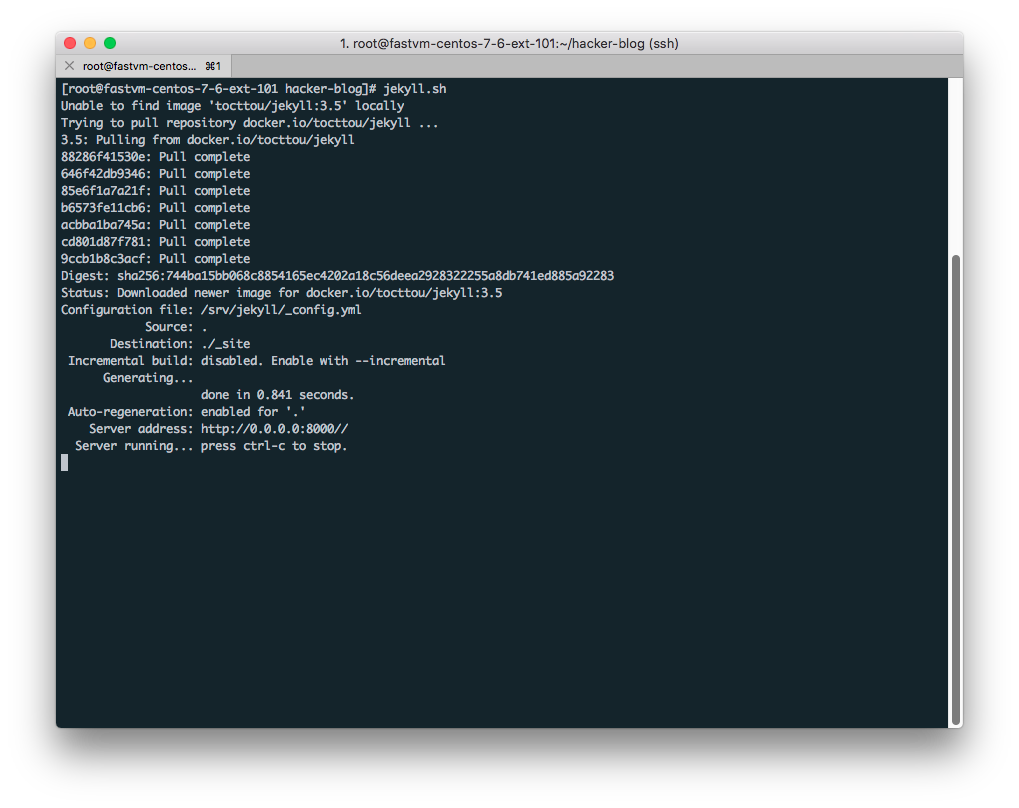 1. root@fastvm-centos-7-6-ext-101:~/hacker-blog (ssh)
root@fastvm-centos... ⌘1
[root@fastvm-centos-7-6-ext-101 hacker-blog]# jekyll.sh
Unable to find image 'tocttou/jekyll:3.5' locally
Trying to pull repository docker.io/tocttou/jekyll ...
3.5: Pulling from docker.io/tocttou/jekyll
88286f41530e: Pull complete
646f42db9346: Pull complete
85e6f1a7a21f: Pull complete
b6573fe11cb6: Pull complete
acbba1ba745a: Pull complete
cd801d87f781: Pull complete
9ccb1b8c3acf: Pull complete
Digest: sha256:744ba15bb068c8854165ec4202a18c56deea2928322255a8db741ed885a92283
Status: Downloaded newer image for docker.io/tocttou/jekyll:3.5
Configuration file: /srv/jekyll/_config.yml
Source: .
Destination: ./_site
Incremental build: disabled. Enable with --incremental
Generating...
done in 0.841 seconds.
Auto-regeneration: enabled for '.'
Server address: http://0.0.0.0:8000//
Server running... press ctrl-c to stop.